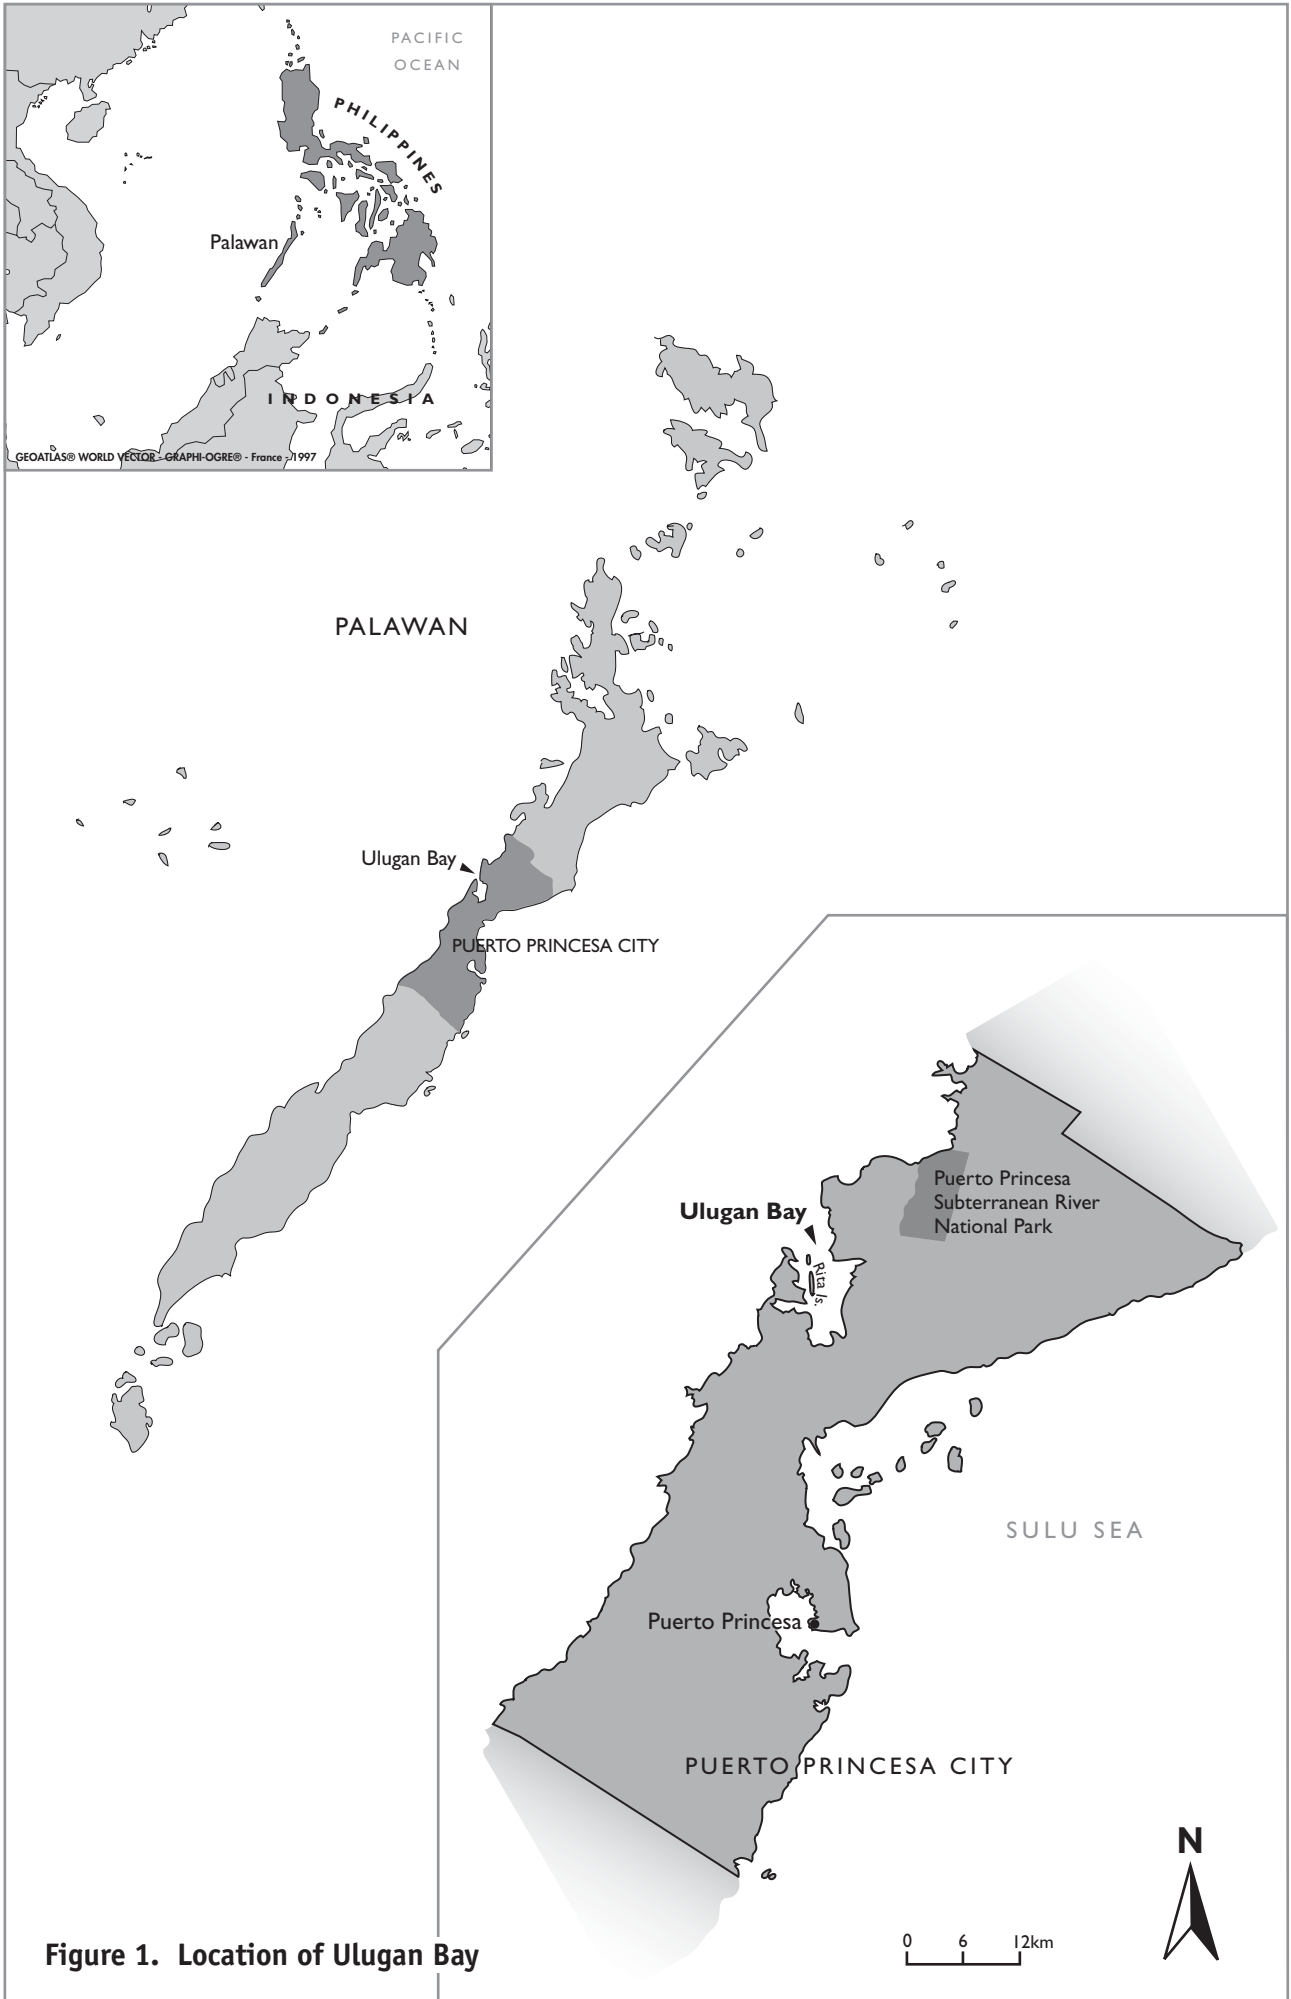 PACIFIC
OCEAN
PHILIPPINES
Palawan
INDONESIA
GEOATLAS® WORLD VECTOR - GRAPHI-OGRE® - France - 1997
PALAWAN
Ulugan Bay
PUERTO PRINCESA CITY
Puerto Princesa
Subterranean River
National Park
Ulugan Bay
Rita Is.
SULU SEA
Puerto Princesa
PUERTO PRINCESA CITY
N
0 6 12km
Figure 1. Location of Ulugan Bay